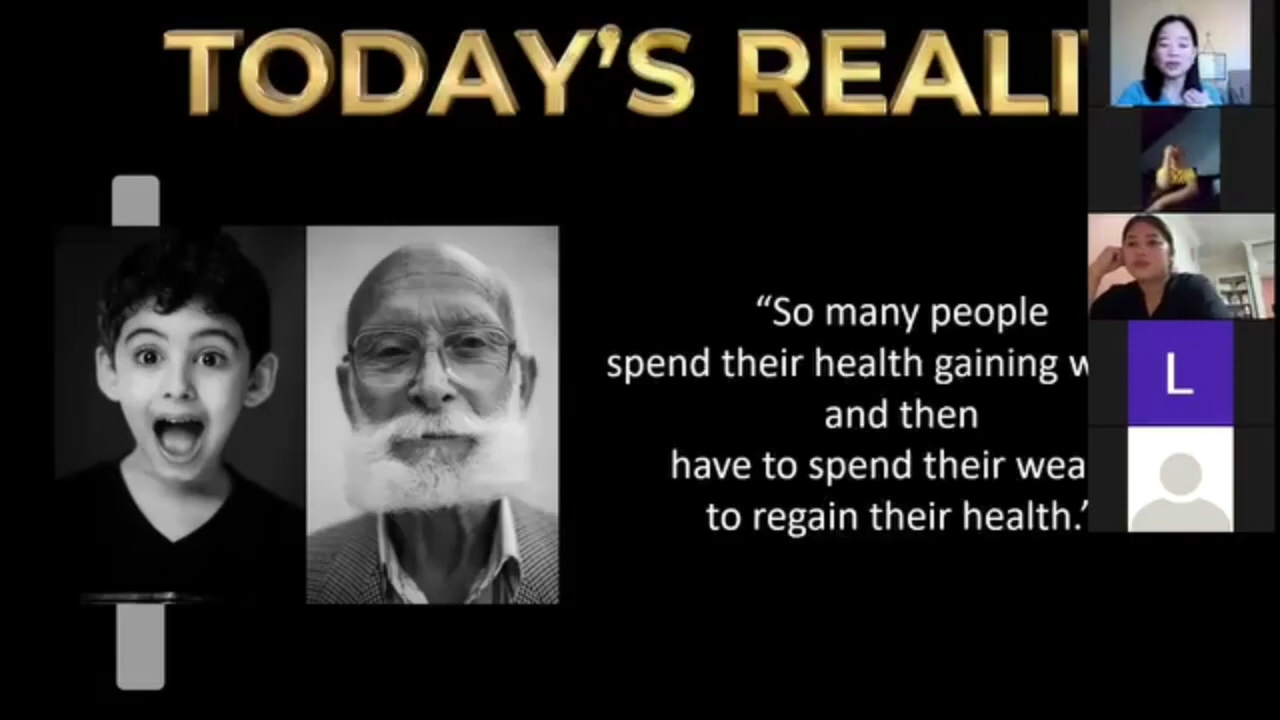 TODAY'S REALI
“So many people
spend their health gaining
and then
have to spend their wea
to regain their health.”
L